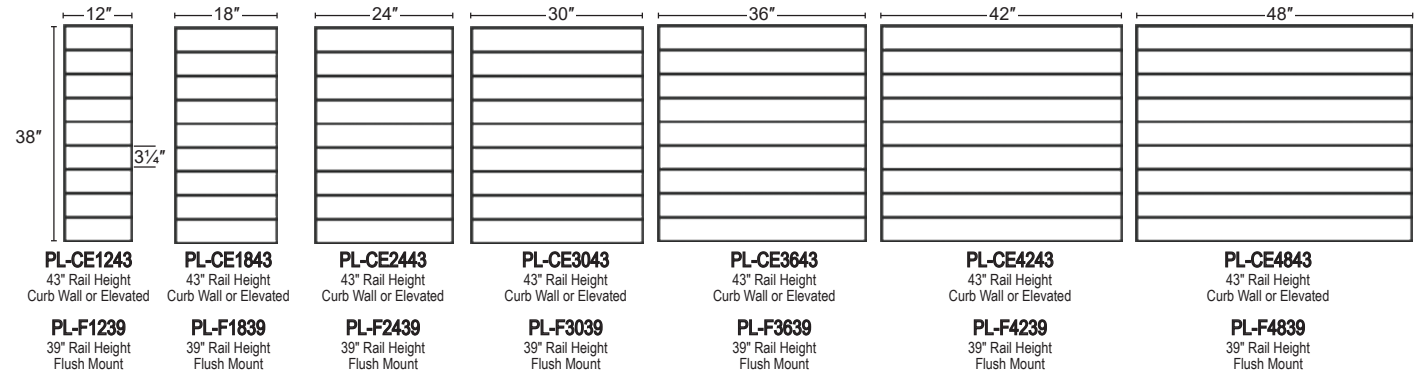 12″
18″
24″
30″
36″
42″
48″
38″
3¼″
PL-CE1243
43" Rail Height
Curb Wall or Elevated
PL-F1239
39" Rail Height
Flush Mount
PL-CE1843
43" Rail Height
Curb Wall or Elevated
PL-F1839
39" Rail Height
Flush Mount
PL-CE2443
43" Rail Height
Curb Wall or Elevated
PL-F2439
39" Rail Height
Flush Mount
PL-CE3043
43" Rail Height
Curb Wall or Elevated
PL-F3039
39" Rail Height
Flush Mount
PL-CE3643
43" Rail Height
Curb Wall or Elevated
PL-F3639
39" Rail Height
Flush Mount
PL-CE4243
43" Rail Height
Curb Wall or Elevated
PL-F4239
39" Rail Height
Flush Mount
PL-CE4843
43" Rail Height
Curb Wall or Elevated
PL-F4839
39" Rail Height
Flush Mount